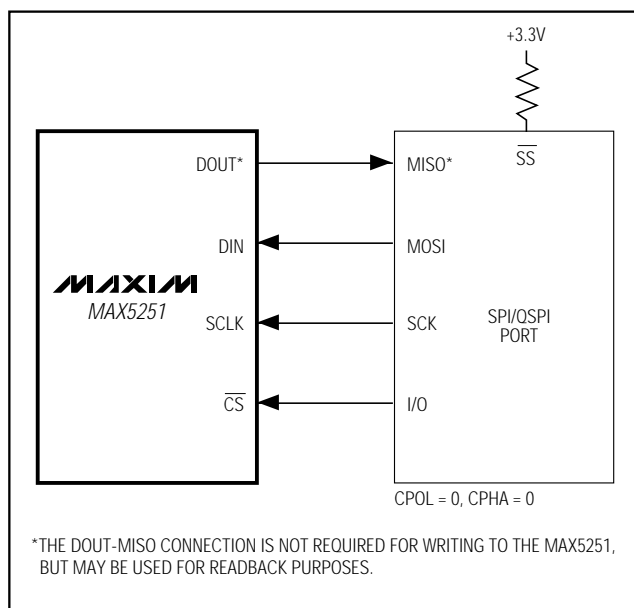 +3.3V
SS
DOUT*
MISO*
DIN
MOSI
MAXIM
MAX5251
SCLK
SCK
SPI/QSPI
PORT
CS
I/O
CPOL = 0, CPHA = 0
*THE DOUT-MISO CONNECTION IS NOT REQUIRED FOR WRITING TO THE MAX5251,
BUT MAY BE USED FOR READBACK PURPOSES.